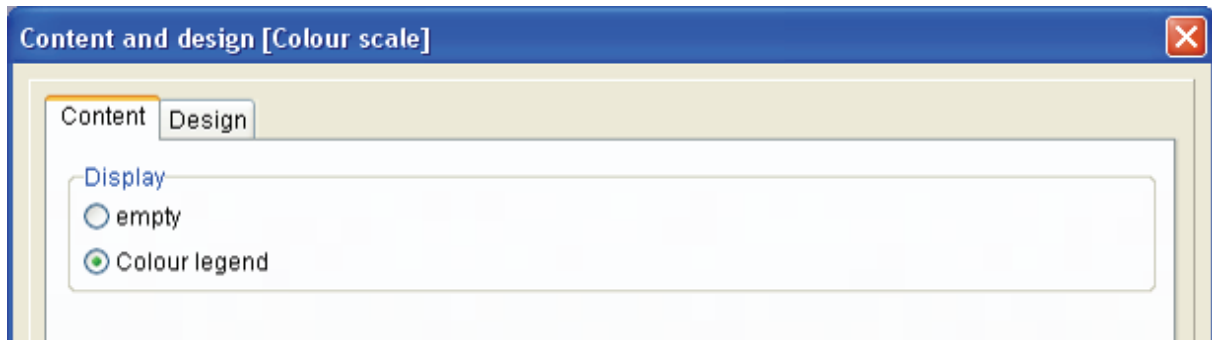 Content and design [Colour scale]
Content Design
Display
empty
Colour legend